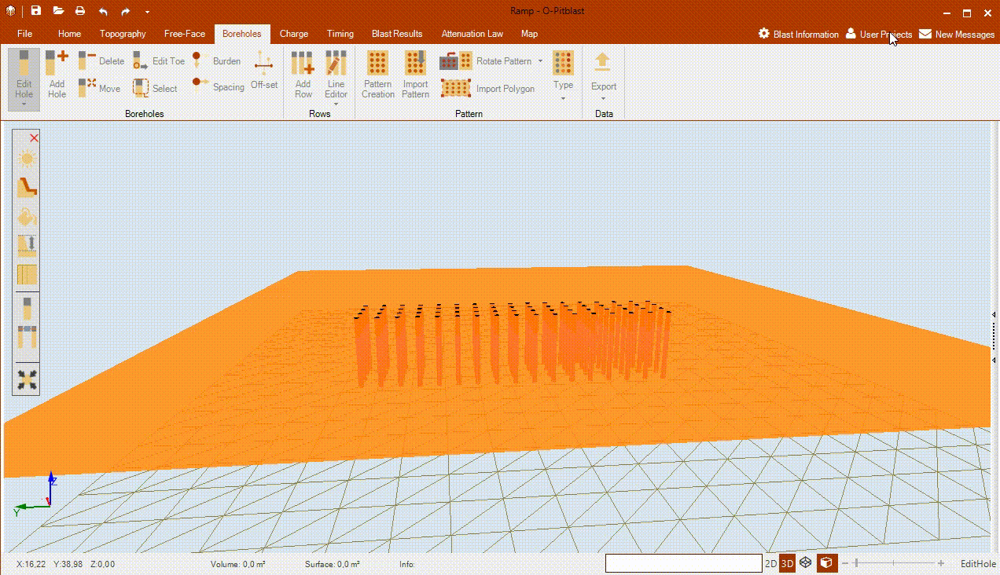 Ramp - O-Pitblast
File Home Topography Free-Face Boreholes Charge Timing Blast Results Attenuation Law Map Blast Information User Projects New Messages
Edit Hole
Add Hole
Delete
Move
Edit Toe
Select
Burden
Spacing
Off-set
Add Row
Line Editor
Pattern Creation
Import Pattern
Rotate Pattern
Import Polygon
Type
Export
Boreholes Rows Pattern Data
Z
Y
X:16,22 Y:38,98 Z:0,00 Volume: 0,0 m³ Surface: 0,0 m² Info: 2D 3D EditHole